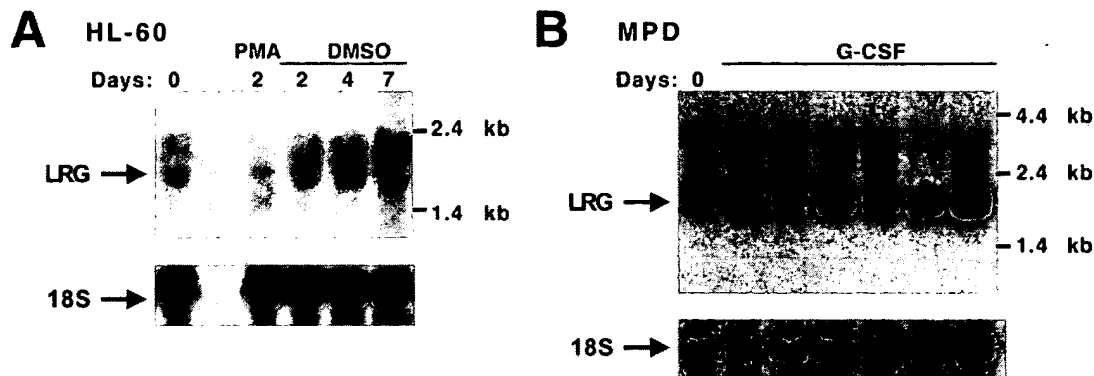 A HL-60
PMA DMSO
Days: 0 2 2 4 7
2.4 kb
LRG
1.4 kb
18S
B MPD
G-CSF
Days: 0
4.4 kb
2.4 kb
LRG
1.4 kb
18S